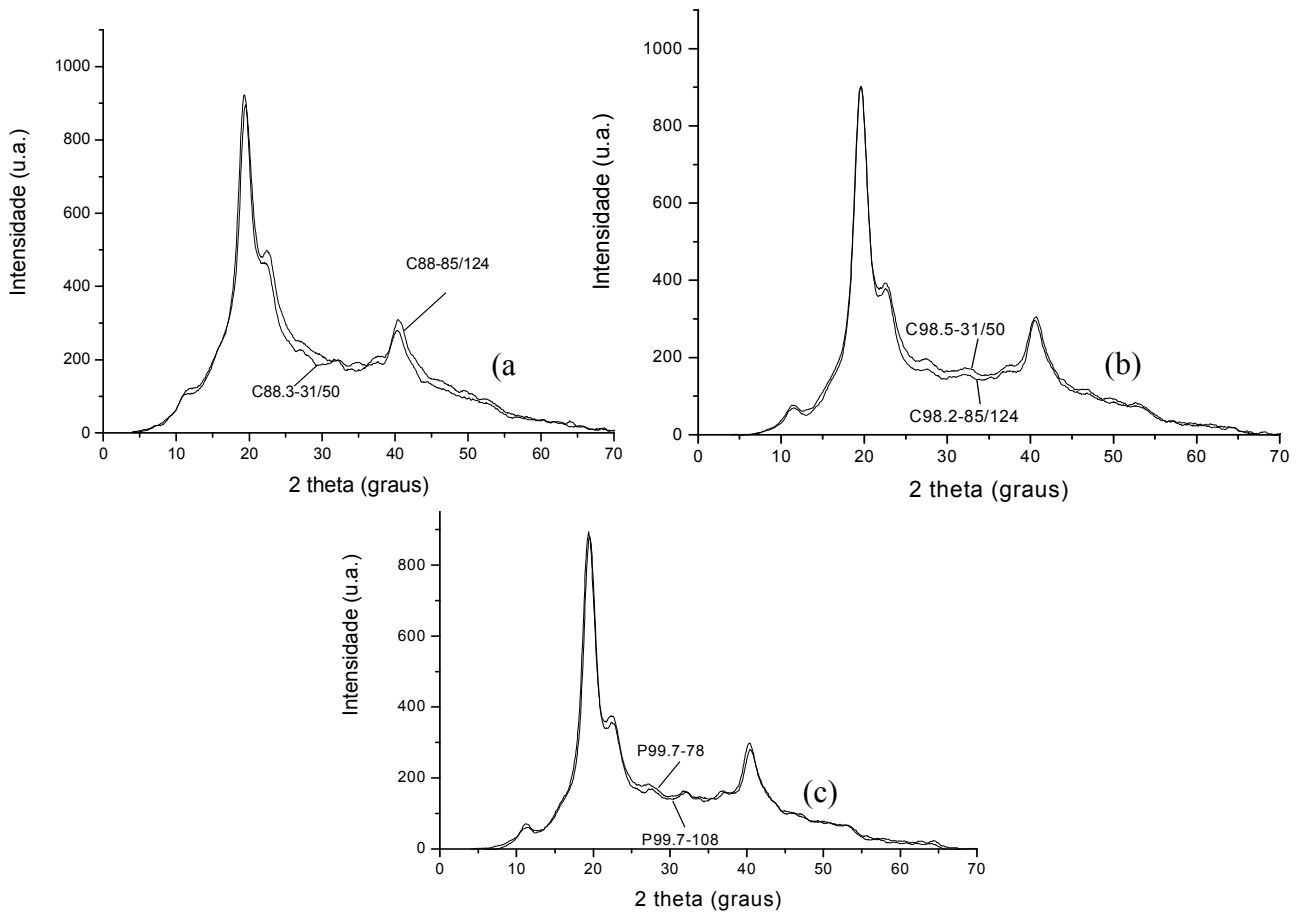 Intensidade (u.a.)
1000
800
600
400
200
0
C88-85/124
C88.3-31/50
(a
0 10 20 30 40 50 60 70
2 theta (graus)
Intensidade (u.a.)
1000
800
600
400
200
0
C98.5-31/50
C98.2-85/124
(b)
0 10 20 30 40 50 60 70
2 theta (graus)
Intensidade (u.a.)
800
600
400
200
0
P99.7-78
P99.7-108
(c)
0 10 20 30 40 50 60 70
2 theta (graus)